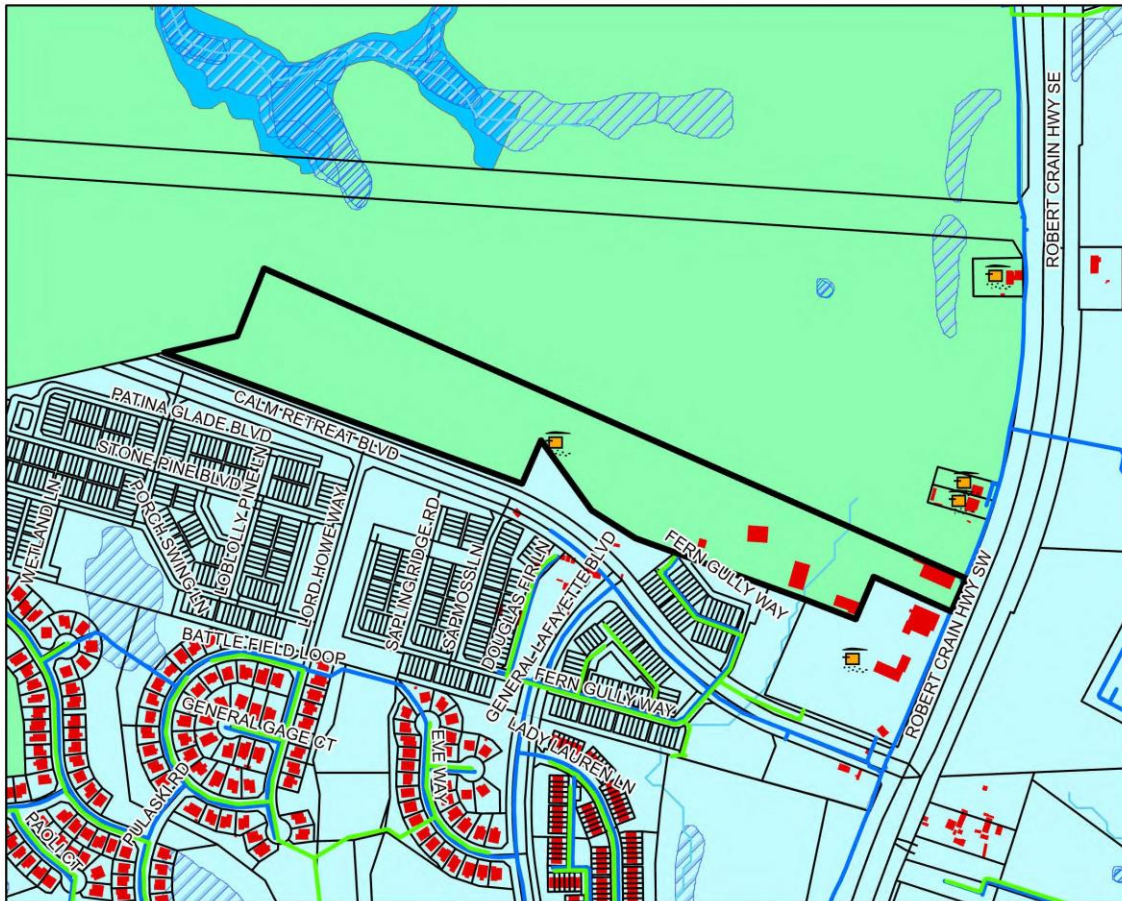 ROBERT CRAIN HWY SE
PATINA GLADE BLVD
CALM RETREAT BLVD
STONE PINE BLVD
WETLAND LN
PORCH SWING LN
LOBLOLLY PINE LN
LORD HOWE WAY
SAPLING RIDGE RD
SAPMOSS LN
DOUGLAS FIR LN
GENERAL LAFAYETTE BLVD
FERN GULLY WAY
ROBERT CRAIN HWY SW
BATTLE FIELD LOOP
FERN GULLY WAY
GENERAL GAGE CT
LADY LAUREN LN
EVE WAY
PULASKI RD
PAOLI CT